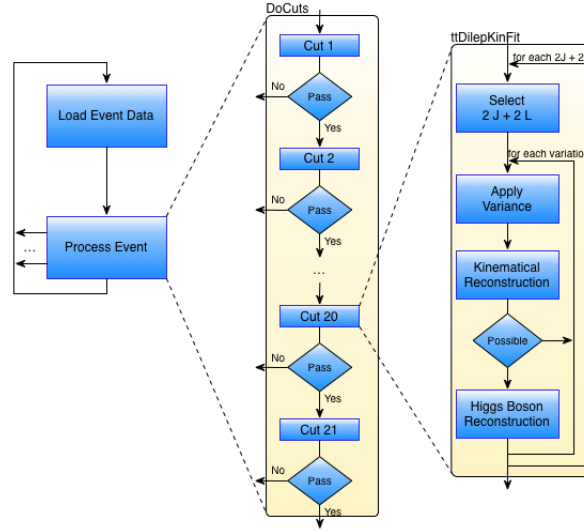 DoCuts
Cut 1
No
Pass
Yes
Cut 2
No
Pass
Yes
...
Cut 20
No
Pass
Yes
Cut 21
No
Pass
Yes
Load Event Data
...
Process Event
ttDilepKinFit
for each 2J + 2
Select
2 J + 2 L
for each variatio
Apply
Variance
Kinematical
Reconstruction
Possible
Higgs Boson
Reconstruction